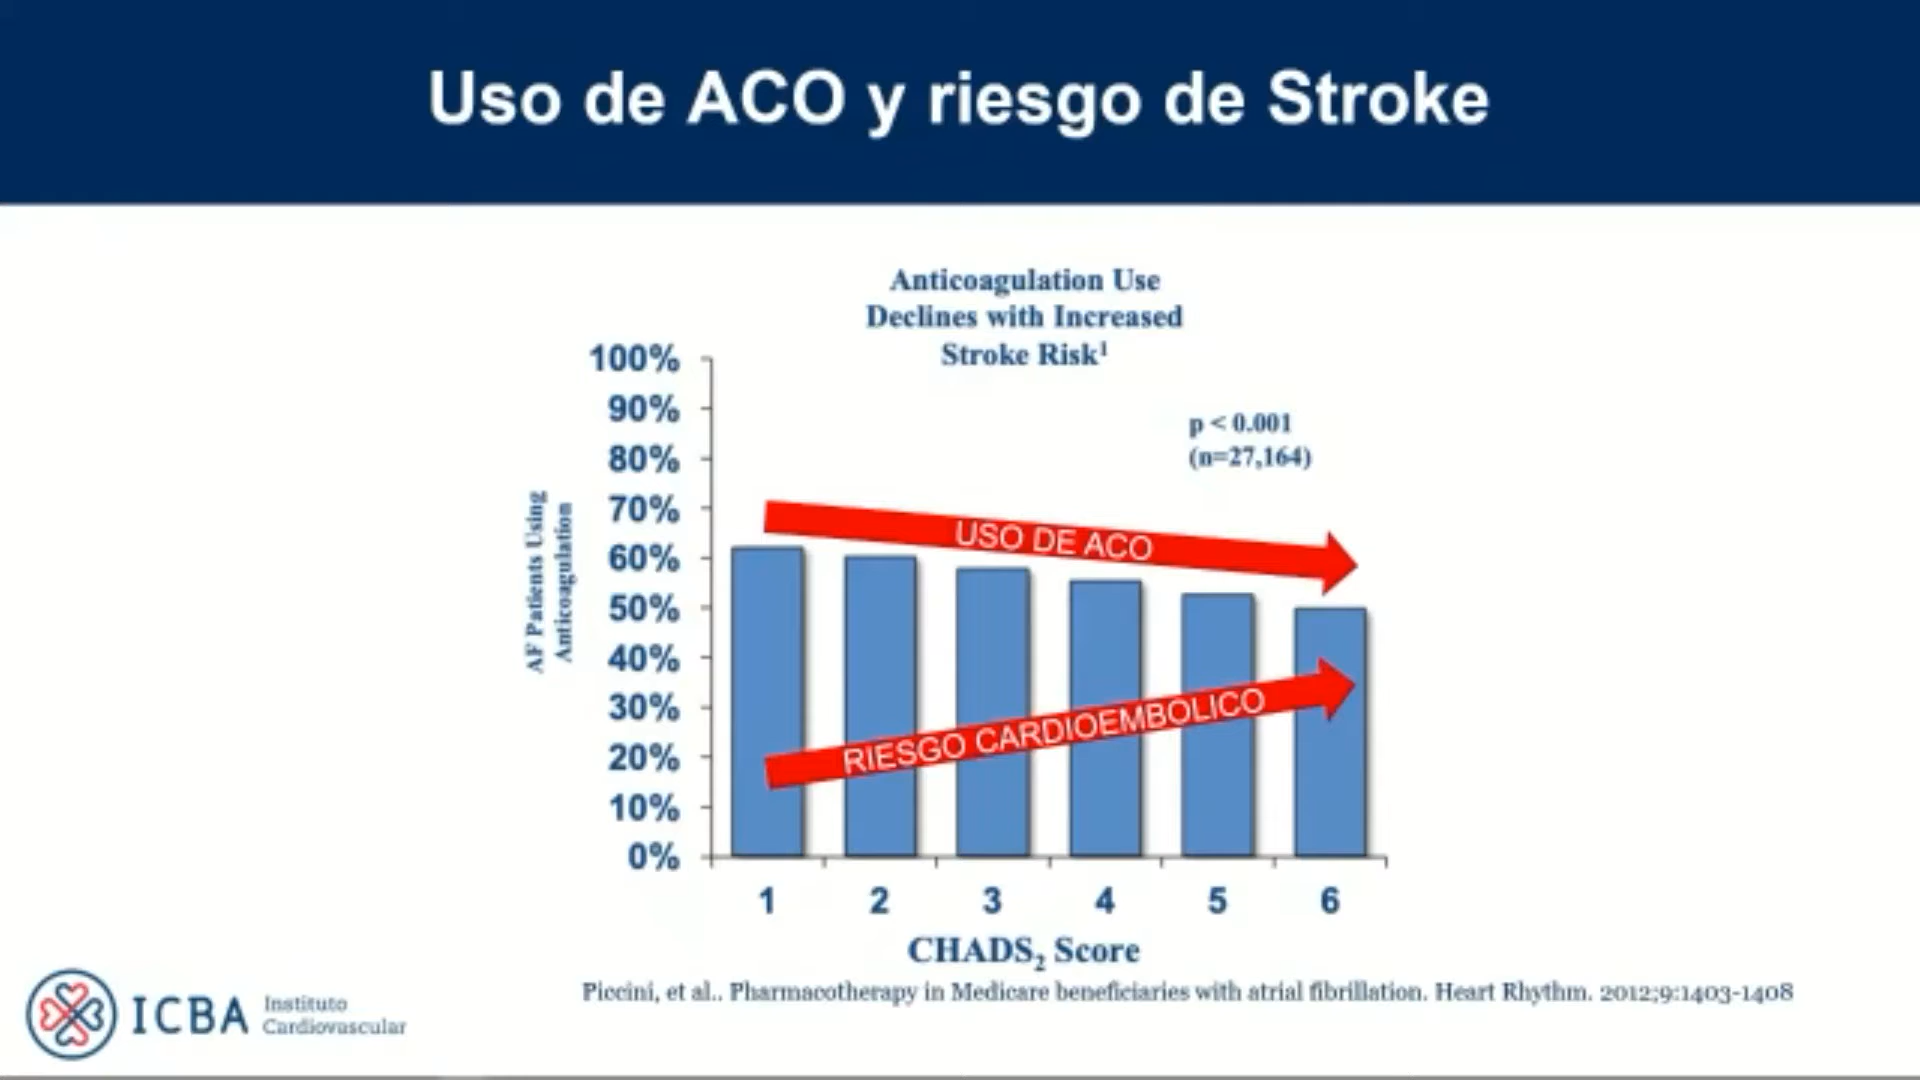 Uso de ACO y riesgo de Stroke
Anticoagulation Use
Declines with Increased
Stroke Risk¹
100%
90%
80%
70%
60%
50%
40%
30%
20%
10%
0%
AF Patients Using
Anticoagulation
p < 0.001
(n=27,164)
USO DE ACO
RIESGO CARDIOEMBOLICO
1 2 3 4 5 6
CHADS₂ Score
Piccini, et al.. Pharmacotherapy in Medicare beneficiaries with atrial fibrillation. Heart Rhythm. 2012;9:1403-1408
ICBA
Instituto
Cardiovascular